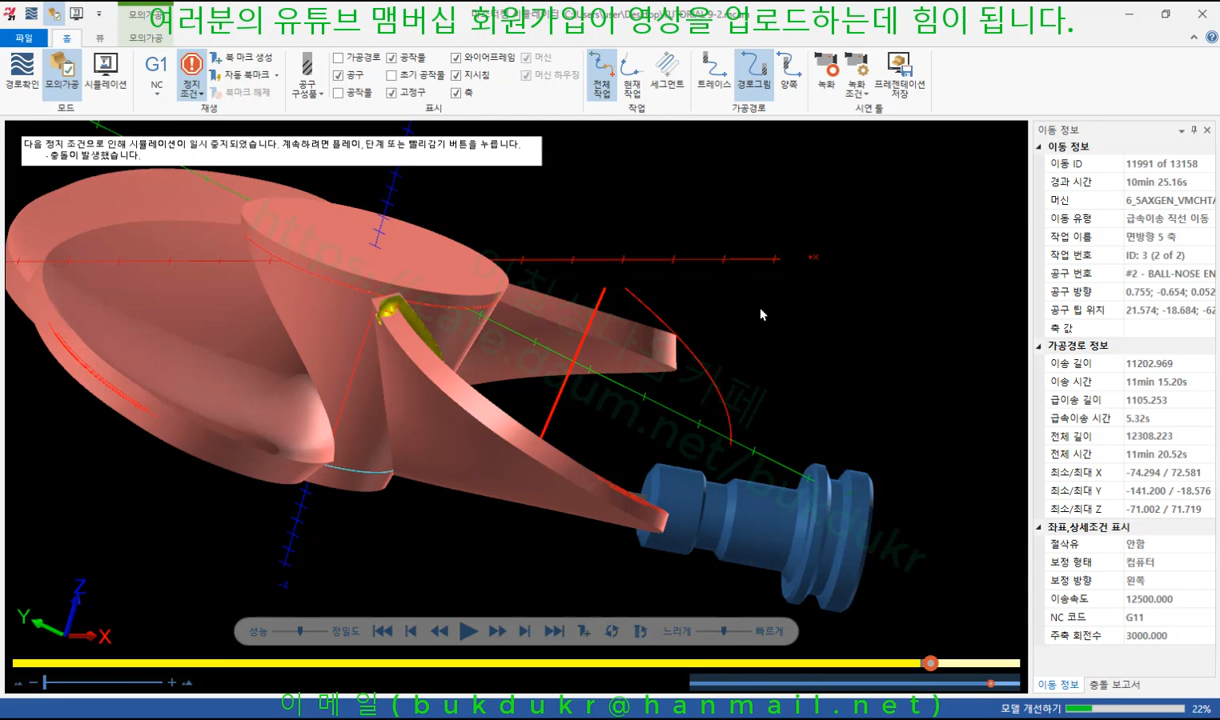 여러분의 유튜브 맴버십 회원가입이 영상을 업로드하는데 힘이 됩니다.
파일
홈
뷰
모의가공
모의가공
경로확인
모의가공
시뮬레이션
모드
G1
NC
정지
조건
북 마크 생성
자동 북마크
북마크 해제
재생
공구
구성품
가공경로
공작물
와이어프레임
머신
공구
초기 공작물
지시침
머신 하우징
공작물
고정구
축
표시
전체
작업
현재
작업
세그먼트
작업
트레이스
경로그림
양쪽
가공경로
녹화
녹화
조건
프레젠테이션
저장
시연 툴
다음 정지 조건으로 인해 시뮬레이션이 일시 중지되었습니다. 계속하려면 플레이, 단계 또는 빨리감기 버튼을 누릅니다.
- 충돌이 발생했습니다.
+X
-Z
Z
Y
X
성능
정밀도
느리게
빠르게
이동 정보
이동 정보
이동 ID 11991 of 13158
경과 시간 10min 25.16s
머신 6_5AXGEN_VMCHTA
이동 유형 급속이송 직선 이동
작업 이름 면방향 5 축
작업 번호 ID: 3 (2 of 2)
공구 번호 #2 - BALL-NOSE EN
공구 방향 0.755; -0.654; 0.052
공구 팁 위치 21.574; -18.684; -62
축 값
가공경로 정보
이송 길이 11202.969
이송 시간 11min 15.20s
급이송 길이 1105.253
급속이송 시간 5.32s
전체 길이 12308.223
전체 시간 11min 20.52s
최소/최대 X -74.294 / 72.581
최소/최대 Y -141.200 / -18.576
최소/최대 Z -71.002 / 71.719
좌표,상세조건 표시
절삭유 안함
보정 형태 컴퓨터
보정 방향 왼쪽
이송속도 12500.000
NC 코드 G11
주축 회전수 3000.000
이동 정보
충돌 보고서
이 메 일 ( b u k d u k r @ h a n m a i l . n e t )
모델 개선하기
22%